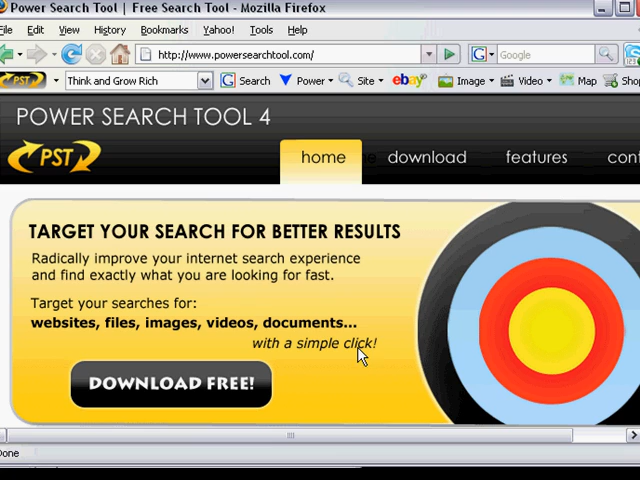 Power Search Tool | Free Search Tool - Mozilla Firefox
File Edit View History Bookmarks Yahoo! Tools Help
http://www.powersearchtool.com/ G Google
PST Think and Grow Rich G Search Power Site ebay Image Video Map Shop
POWER SEARCH TOOL 4
PST home download features cont
TARGET YOUR SEARCH FOR BETTER RESULTS
Radically improve your internet search experience
and find exactly what you are looking for fast.
Target your searches for:
websites, files, images, videos, documents...
with a simple click!
DOWNLOAD FREE!
Done